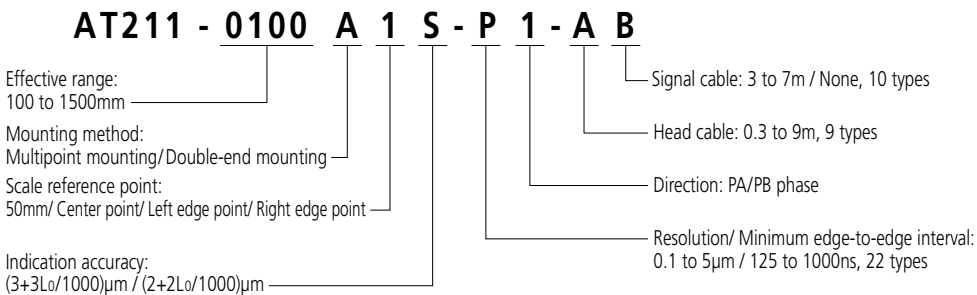 AT211 - 0100 A 1 S - P 1 - A B
Effective range:
100 to 1500mm
Mounting method:
Multipoint mounting/Double-end mounting
Scale reference point:
50mm/ Center point/ Left edge point/ Right edge point
Indication accuracy:
(3+3L0/1000)μm / (2+2L0/1000)μm
Signal cable: 3 to 7m / None, 10 types
Head cable: 0.3 to 9m, 9 types
Direction: PA/PB phase
Resolution/ Minimum edge-to-edge interval:
0.1 to 5μm / 125 to 1000ns, 22 types